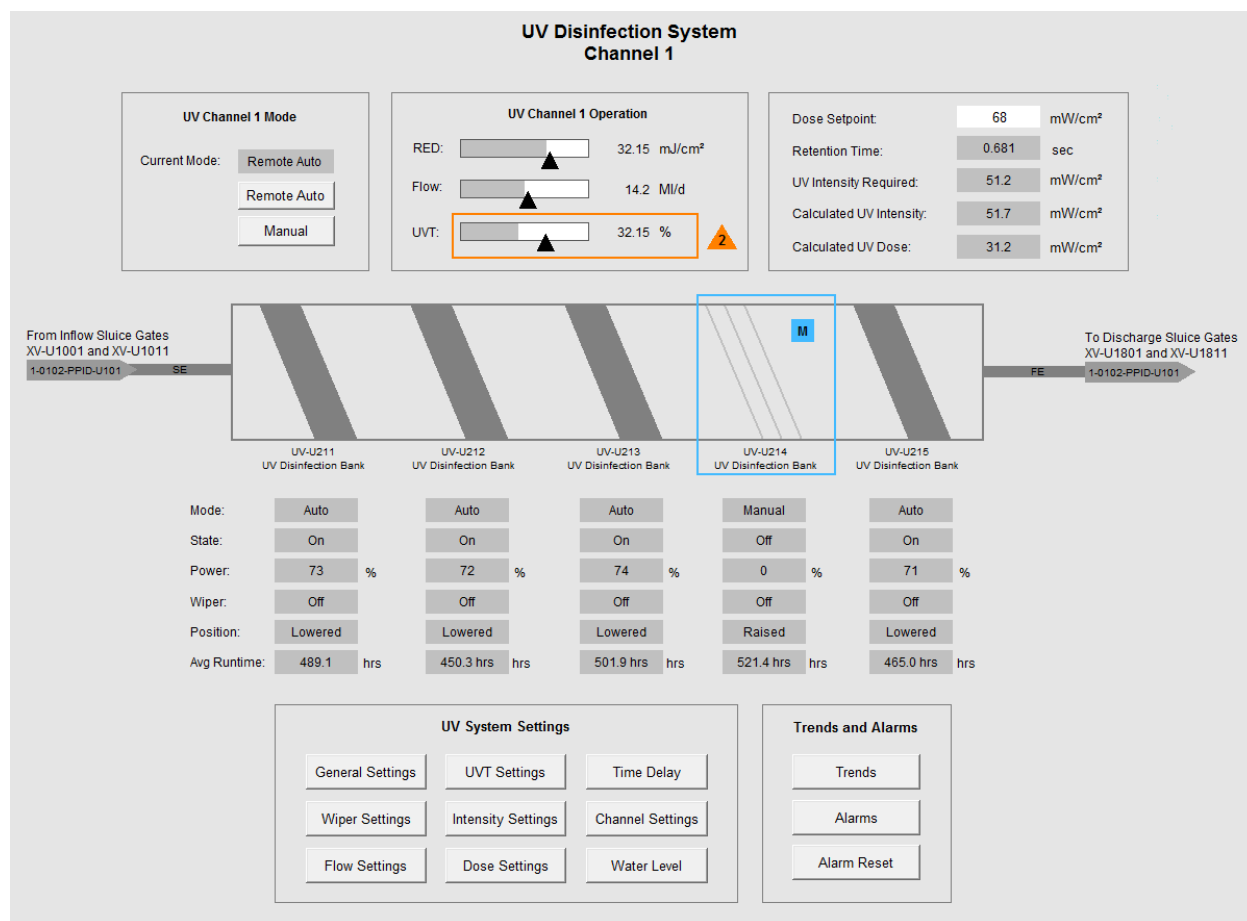 UV Disinfection System
Channel 1
UV Channel 1 Mode
Current Mode: Remote Auto
Remote Auto
Manual
UV Channel 1 Operation
RED: 32.15 mJ/cm²
Flow: 14.2 Ml/d
UVT: 32.15 %
2
Dose Setpoint: 68 mW/cm²
Retention Time: 0.681 sec
UV Intensity Required: 51.2 mW/cm²
Calculated UV Intensity: 51.7 mW/cm²
Calculated UV Dose: 31.2 mW/cm²
From Inflow Sluice Gates
XV-U1001 and XV-U1011
1-0102-PPID-U101 SE
M
To Discharge Sluice Gates
XV-U1801 and XV-U1811
FE 1-0102-PPID-U101
UV-U211 UV-U212 UV-U213 UV-U214 UV-U215
UV Disinfection Bank UV Disinfection Bank UV Disinfection Bank UV Disinfection Bank UV Disinfection Bank
Mode: Auto Auto Auto Manual Auto
State: On On On Off On
Power: 73 % 72 % 74 % 0 % 71 %
Wiper: Off Off Off Off Off
Position: Lowered Lowered Lowered Raised Lowered
Avg Runtime: 489.1 hrs 450.3 hrs hrs 501.9 hrs hrs 521.4 hrs hrs 465.0 hrs hrs
UV System Settings
General Settings UVT Settings Time Delay
Wiper Settings Intensity Settings Channel Settings
Flow Settings Dose Settings Water Level
Trends and Alarms
Trends
Alarms
Alarm Reset